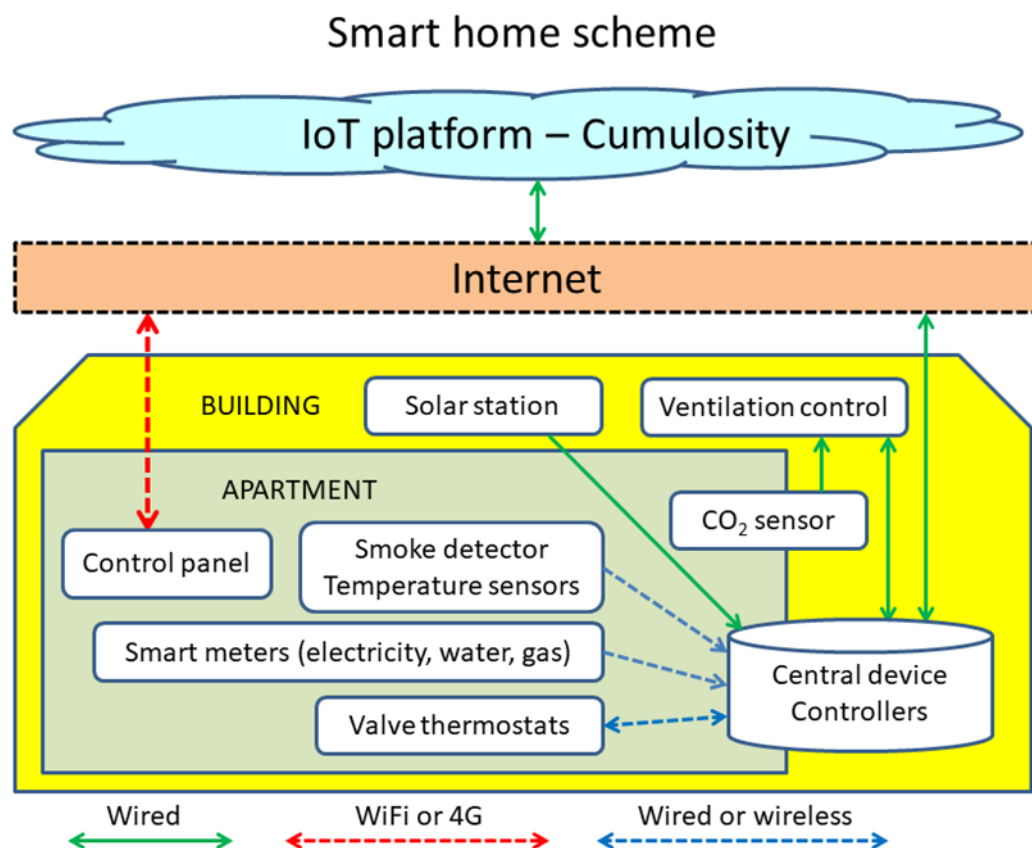 Smart home scheme
IoT platform – Cumulosity
Internet
BUILDING
Solar station
Ventilation control
APARTMENT
CO₂ sensor
Control panel
Smoke detector
Temperature sensors
Smart meters (electricity, water, gas)
Central device
Controllers
Valve thermostats
Wired
WiFi or 4G
Wired or wireless